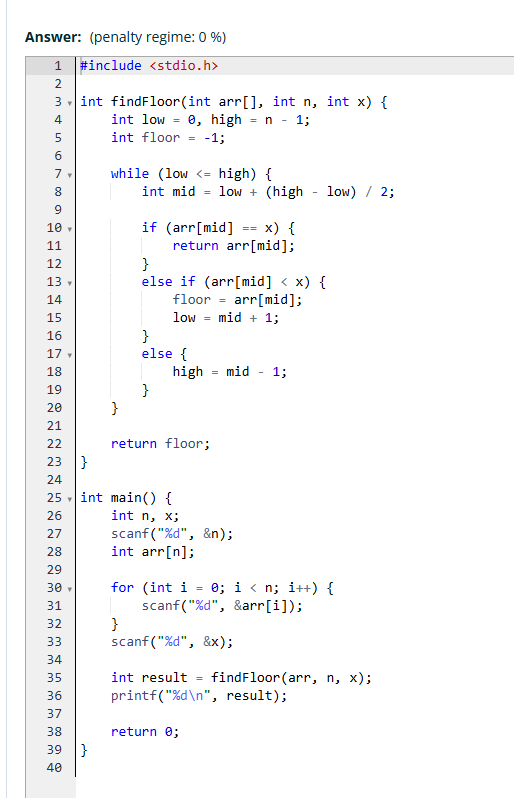 Answer: (penalty regime: 0 %)
1 #include <stdio.h>
2
3 int findFloor(int arr[], int n, int x) {
4     int low = 0, high = n - 1;
5     int floor = -1;
6
7     while (low <= high) {
8         int mid = low + (high - low) / 2;
9
10         if (arr[mid] == x) {
11             return arr[mid];
12         }
13         else if (arr[mid] < x) {
14             floor = arr[mid];
15             low = mid + 1;
16         }
17         else {
18             high = mid - 1;
19         }
20     }
21
22     return floor;
23 }
24
25 int main() {
26     int n, x;
27     scanf("%d", &n);
28     int arr[n];
29
30     for (int i = 0; i < n; i++) {
31         scanf("%d", &arr[i]);
32     }
33     scanf("%d", &x);
34
35     int result = findFloor(arr, n, x);
36     printf("%d\n", result);
37
38     return 0;
39 }
40